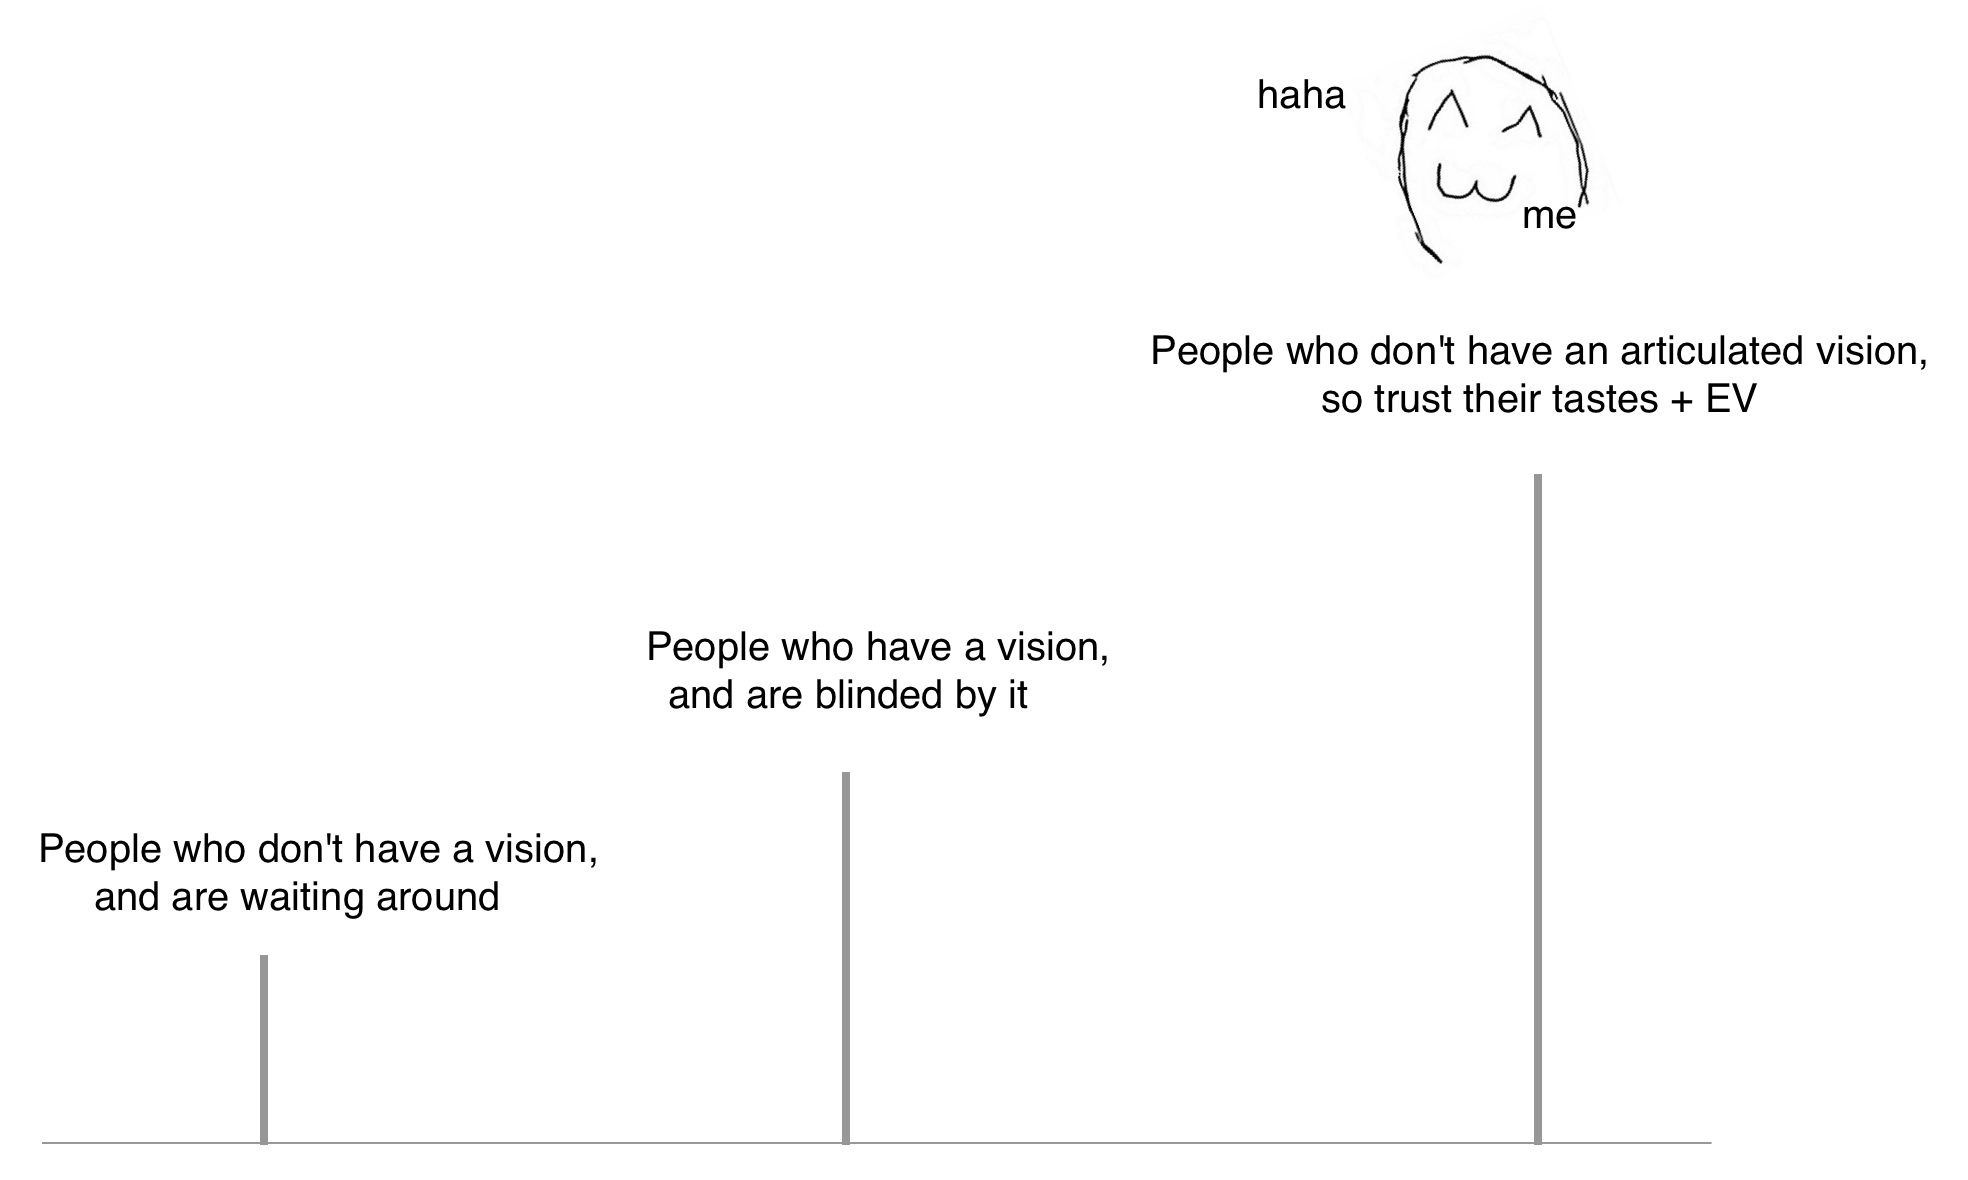 haha
me
People who don't have an articulated vision,
so trust their tastes + EV
People who have a vision,
and are blinded by it
People who don't have a vision,
and are waiting around